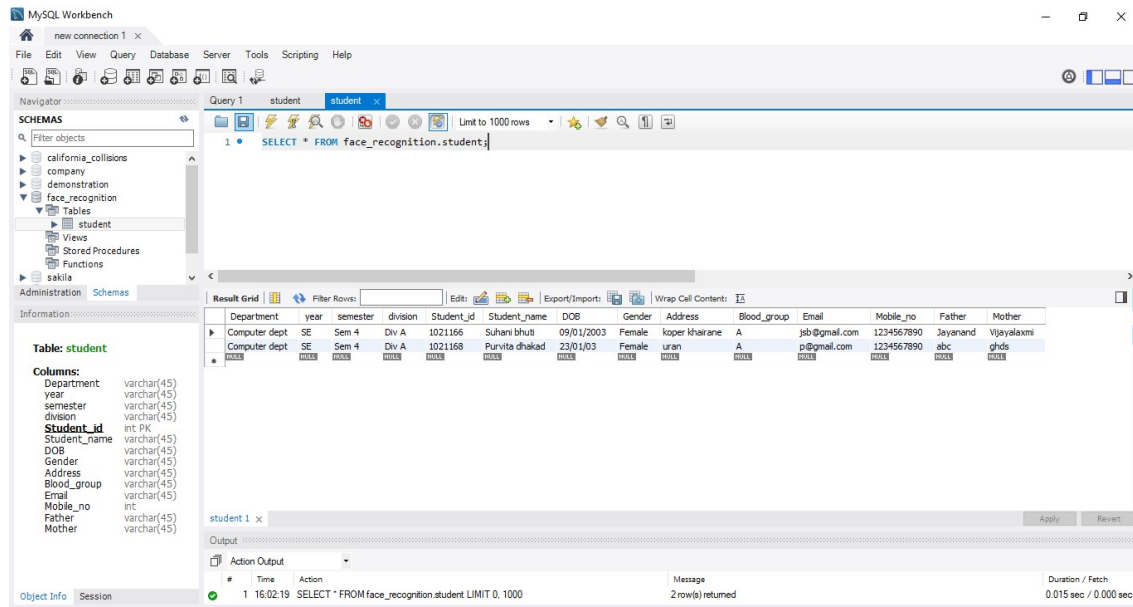 MySQL Workbench
new connection 1
File Edit View Query Database Server Tools Scripting Help
Navigator
SCHEMAS
Filter objects
california_collisions
company
demonstration
face_recognition
Tables
student
Views
Stored Procedures
Functions
sakila
Administration Schemas
Information
Table: student
Columns:
Department varchar(45)
year varchar(45)
semester varchar(45)
division varchar(45)
Student_id int PK
Student_name varchar(45)
DOB varchar(45)
Gender varchar(45)
Address varchar(45)
Blood_group varchar(45)
Email varchar(45)
Mobile_no int
Father varchar(45)
Mother varchar(45)
Object Info Session
Query 1 student student
Limit to 1000 rows
1 SELECT * FROM face_recognition.student;
Result Grid Filter Rows: Edit: Export/Import: Wrap Cell Content:
Department year semester division Student_id Student_name DOB Gender Address Blood_group Email Mobile_no Father Mother
Computer dept SE Sem 4 Div A 1021166 Suhani bhuti 09/01/2003 Female koper khairane A jsb@gmail.com 1234567890 Jayanand Vijayalaxmi
Computer dept SE Sem 4 Div A 1021168 Purvita dhakad 23/01/03 Female uran A p@gmail.com 1234567890 abc ghds
NULL NULL NULL NULL NULL NULL NULL NULL NULL NULL NULL NULL NULL NULL
student 1 Apply Revert
Output
Action Output
# Time Action Message Duration / Fetch
1 16:02:19 SELECT * FROM face_recognition.student LIMIT 0, 1000 2 row(s) returned 0.015 sec / 0.000 sec